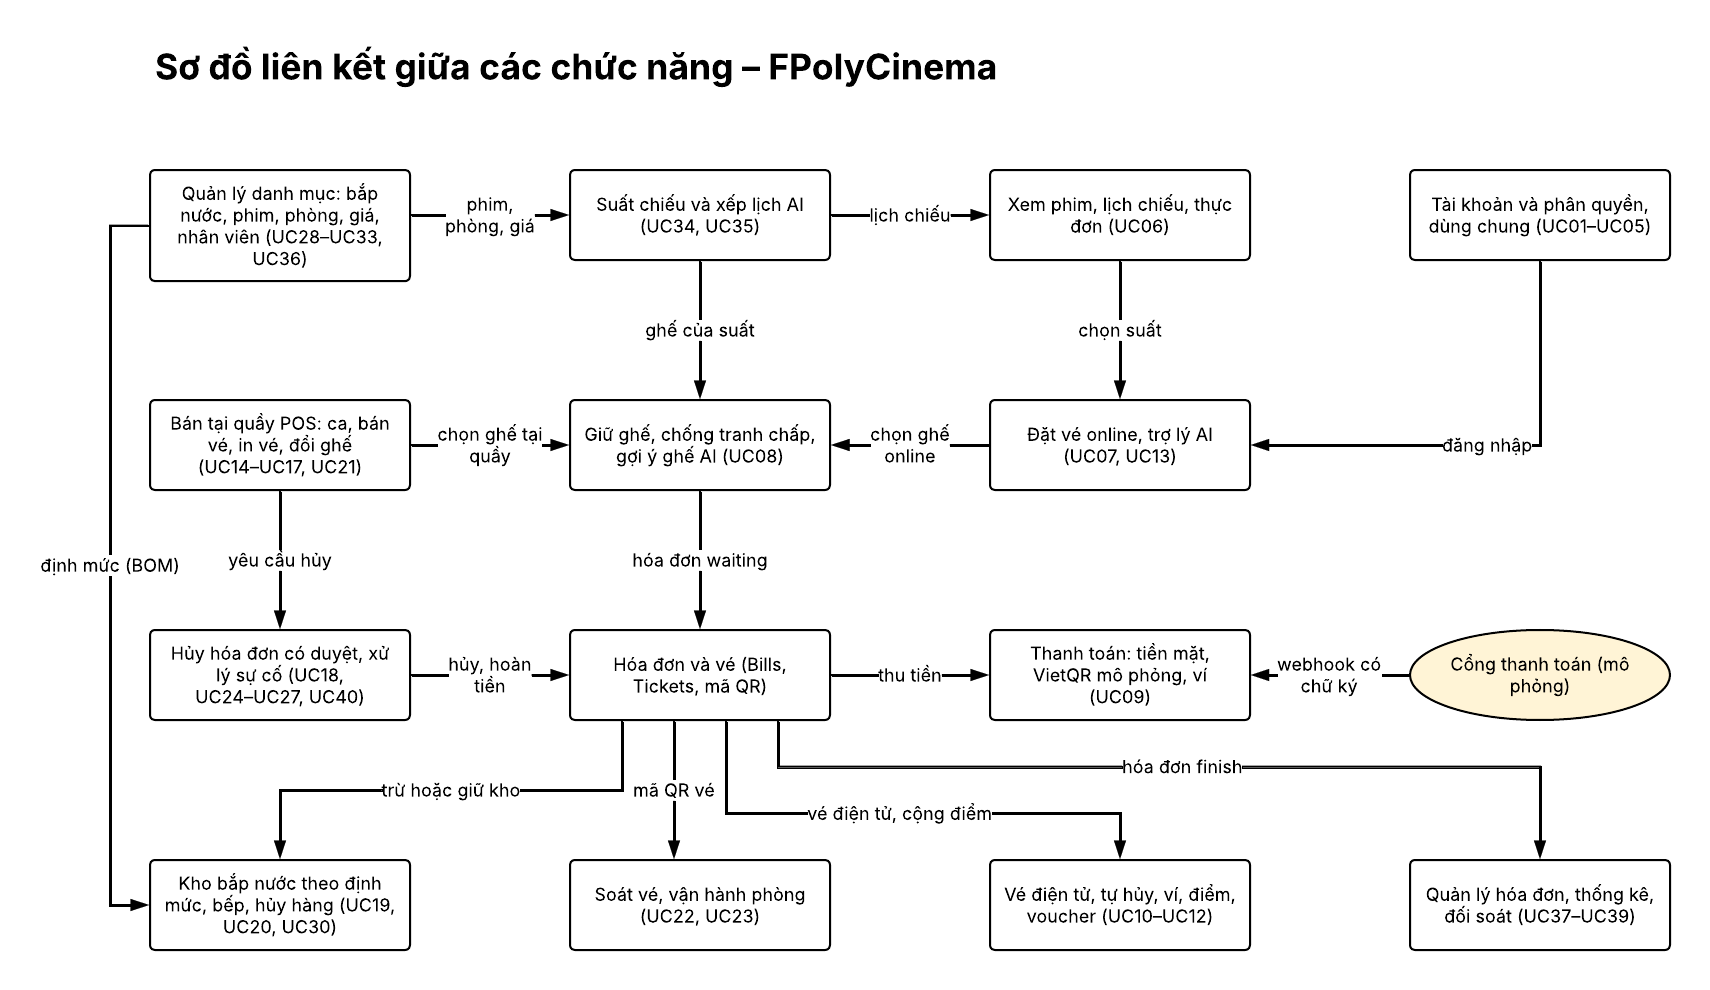 Sơ đồ liên kết giữa các chức năng – FPolyCinema
Quản lý danh mục: bắp
nước, phim, phòng, giá,
nhân viên (UC28–UC33,
UC36)
phim,
phòng, giá
Suất chiếu và xếp lịch AI
(UC34, UC35)
lịch chiếu
Xem phim, lịch chiếu, thực
đơn (UC06)
Tài khoản và phân quyền,
dùng chung (UC01–UC05)
ghế của suất
chọn suất
Bán tại quầy POS: ca, bán
vé, in vé, đổi ghế
(UC14–UC17, UC21)
chọn ghế tại
quầy
Giữ ghế, chống tranh chấp,
gợi ý ghế AI (UC08)
chọn ghế
online
Đặt vé online, trợ lý AI
(UC07, UC13)
đăng nhập
định mức (BOM)
yêu cầu hủy
hóa đơn waiting
Hủy hóa đơn có duyệt, xử
lý sự cố (UC18,
UC24–UC27, UC40)
hủy, hoàn
tiền
Hóa đơn và vé (Bills,
Tickets, mã QR)
thu tiền
Thanh toán: tiền mặt,
VietQR mô phỏng, ví
(UC09)
webhook có
chữ ký
Cổng thanh toán (mô
phỏng)
hóa đơn finish
trừ hoặc giữ kho
mã QR vé
vé điện tử, cộng điểm
Kho bắp nước theo định
mức, bếp, hủy hàng (UC19,
UC20, UC30)
Soát vé, vận hành phòng
(UC22, UC23)
Vé điện tử, tự hủy, ví, điểm,
voucher (UC10–UC12)
Quản lý hóa đơn, thống kê,
đối soát (UC37–UC39)